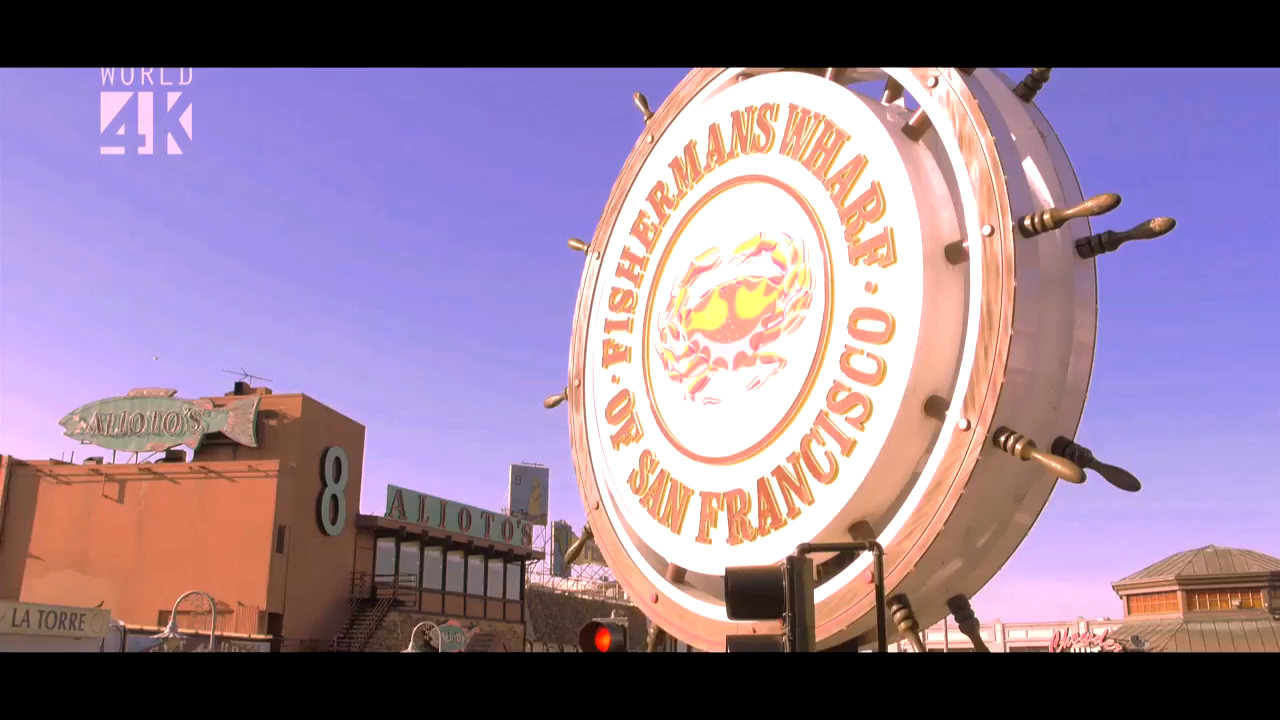 WORLD
4K
FISHERMANS WHARF
OF SAN FRANCISCO
ALIOTO'S
8
ALIOTO'S
LA TORRE